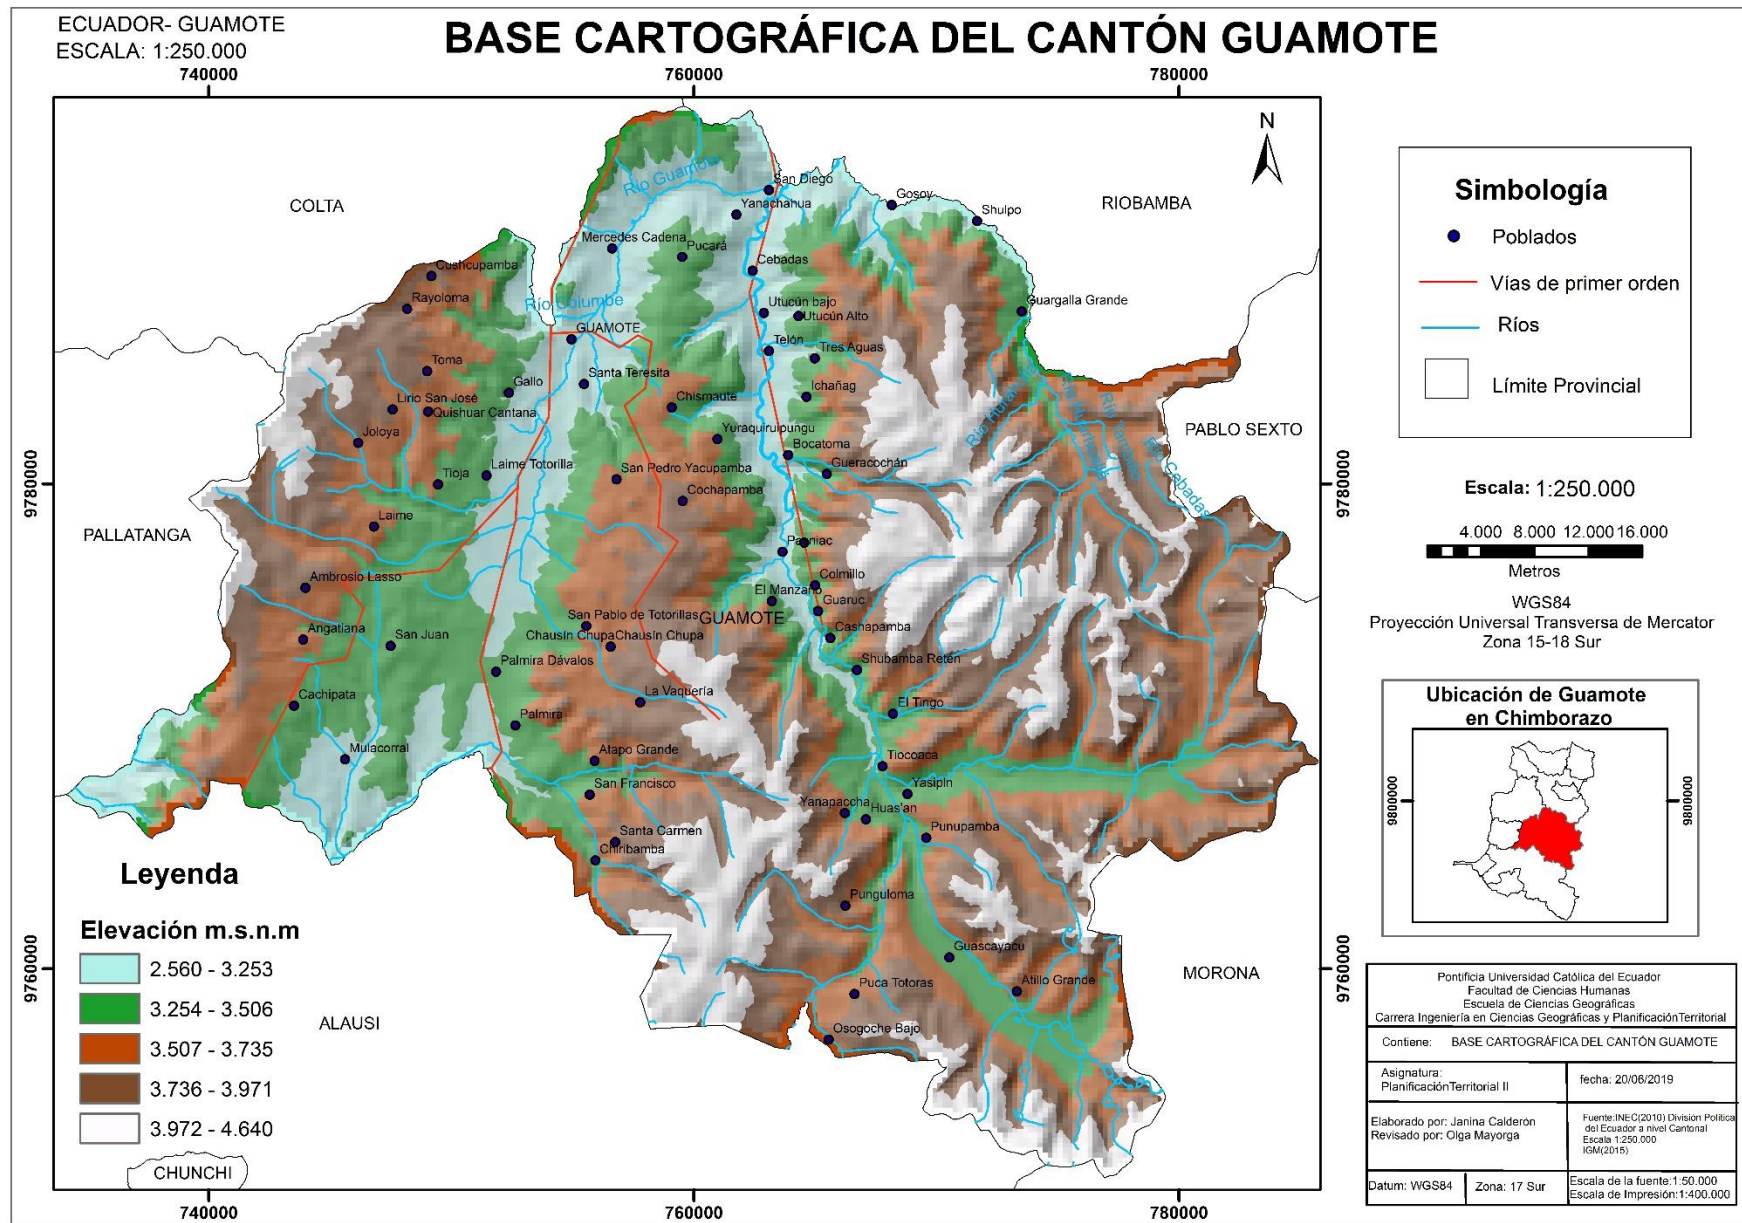 ECUADOR- GUAMOTE
ESCALA: 1:250.000
BASE CARTOGRÁFICA DEL CANTÓN GUAMOTE
740000
760000
780000
N
COLTA
RIOBAMBA
PABLO SEXTO
PALLATANGA
MORONA
ALAUSI
CHUNCHI
9780000
9760000
9780000
9760000
San Diego
Yanachahua
Gosoy
Shulpo
Mercedes Cadena
Pucará
Cebadas
Cushcupamba
Rayoloma
Río Columbe
Utucún bajo
Utucún Alto
Guargalla Grande
GUAMOTE
Telón
Tres Aguas
Toma
Gallo
Santa Teresita
Ichañag
Lirio San José
Quishuar Cantana
Chismaute
Joloya
Yuraquiruipungu
Bocatoma
Río Cebadas
Tioja
Laime Totorilla
San Pedro Yacupamba
Gueracochán
Cochapamba
Laime
Ambrosio Lasso
Colmillo
El Manzano
Guaruc
San Pablo de Totorillas
GUAMOTE
Angatiana
San Juan
Chausín Chupa
Chausín Chupa
Cashapamba
Palmira Dávalos
Shubamba Retén
Cachipata
La Vaquería
El Tingo
Palmira
Mulacorral
Atapo Grande
Tiocoaca
San Francisco
Yasipín
Yanapaccha
Huas'an
Santa Carmen
Punupamba
Chiribamba
Punguloma
Guascayacu
Puca Totoras
Atillo Grande
Osogoche Bajo
Leyenda
Elevación m.s.n.m
2.560 - 3.253
3.254 - 3.506
3.507 - 3.735
3.736 - 3.971
3.972 - 4.640
740000
760000
780000
Simbología
Poblados
Vías de primer orden
Ríos
Límite Provincial
Escala: 1:250.000
4.000 8.000 12.000 16.000
Metros
WGS84
Proyección Universal Transversa de Mercator
Zona 15-18 Sur
Ubicación de Guamote
en Chimborazo
9800000
9800000
Pontificia Universidad Católica del Ecuador
Facultad de Ciencias Humanas
Escuela de Ciencias Geográficas
Carrera Ingeniería en Ciencias Geográficas y PlanificaciónTerritorial
Contiene: BASE CARTOGRÁFICA DEL CANTÓN GUAMOTE
Asignatura:
PlanificaciónTerritorial II
fecha: 20/06/2019
Elaborado por: Janina Calderón
Revisado por: Olga Mayorga
Fuente:INEC(2010) División Política
del Ecuador a nivel Cantonal
Escala 1:250.000
IGM(2015)
Datum: WGS84
Zona: 17 Sur
Escala de la fuente:1:50.000
Escala de Impresión:1:400.000